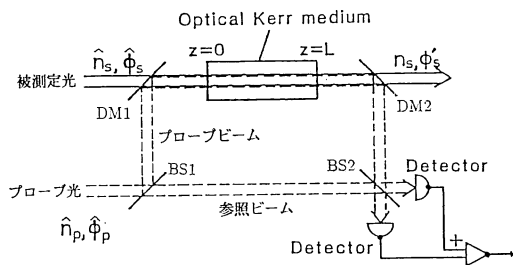 Optical Kerr medium
n̂s, φ̂s
z=0
z=L
ns, φ's
被測定光
DM1
DM2
プローブビーム
BS1
BS2
Detector
プローブ光
参照ビーム
n̂p, φ̂p
Detector
+
−